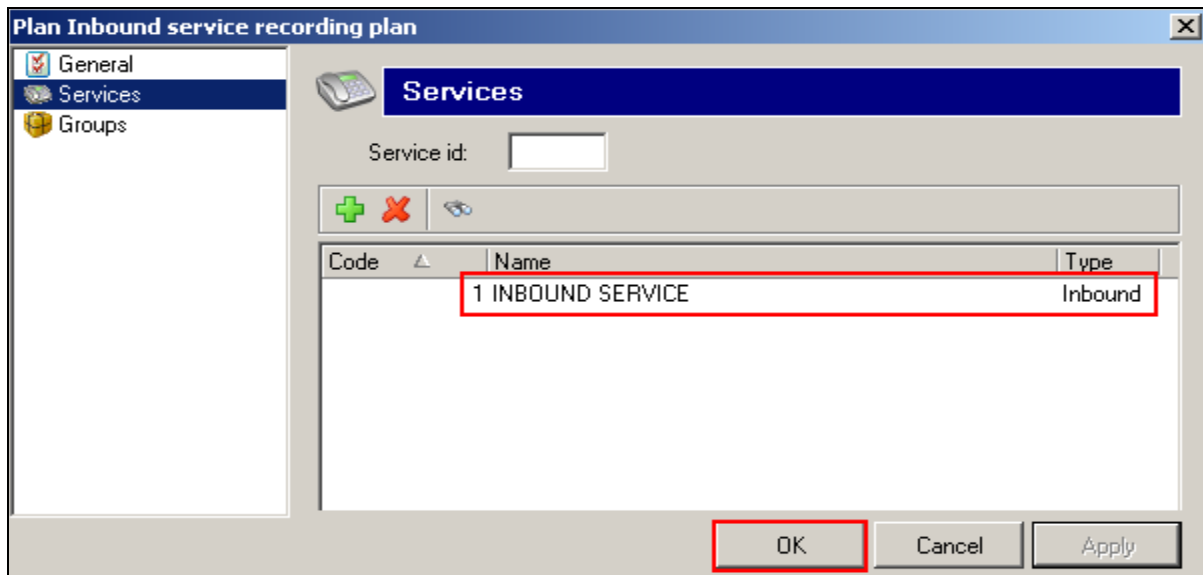 Plan Inbound service recording plan
General
Services
Groups
Services
Service id:
Code Name Type
1 INBOUND SERVICE Inbound
OK Cancel Apply